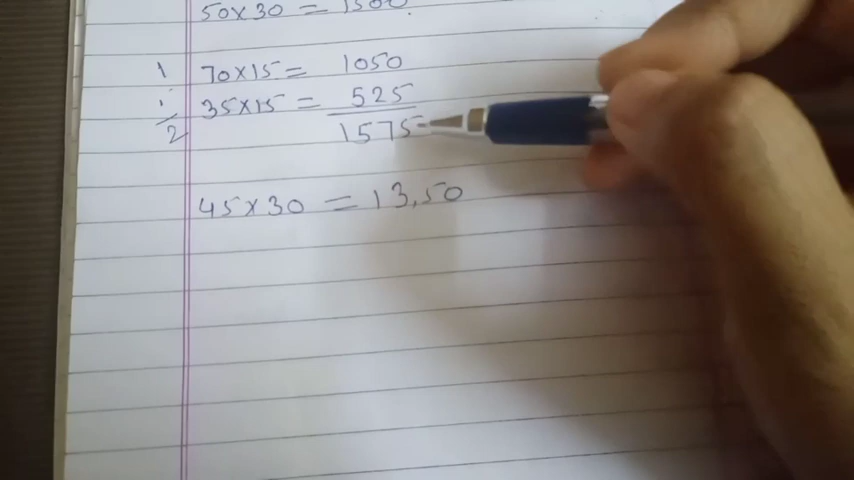 50x30 = 1500.
1 70x15 = 1050
1/2 35x15 = 525
1575
45x30 = 13,50